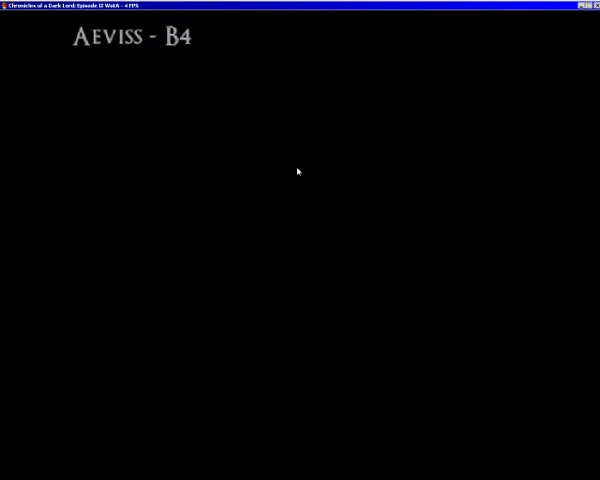 Chronicles of a Dark Lord: Episode II WotA - 4 FPS
Aeviss - B4